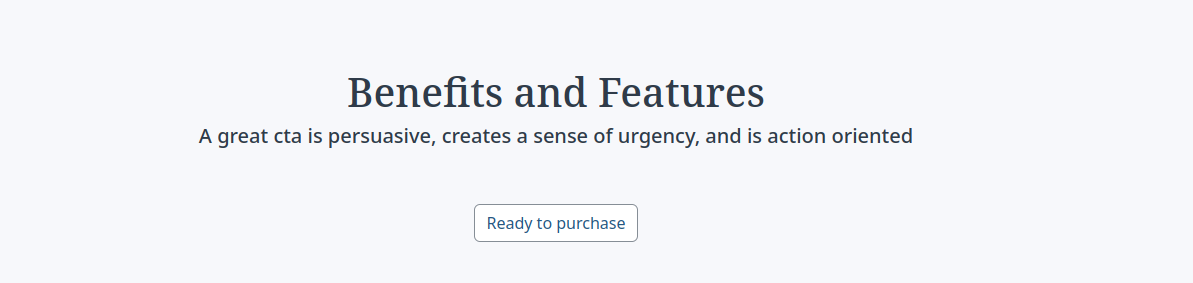 Benefits and Features
A great cta is persuasive, creates a sense of urgency, and is action oriented
Ready to purchase